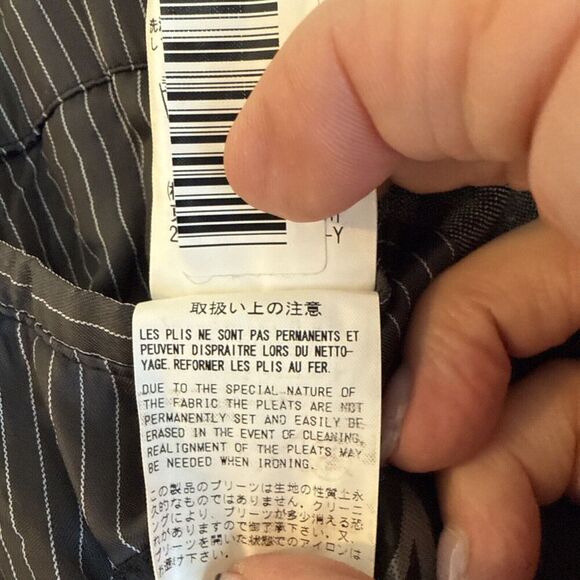 洗
し
2
-Y
取扱い上の注意
LES PLIS NE SONT PAS PERMANENTS ET
PEUVENT DISPRAITRE LORS DU NETTO-
YAGE. REFORMER LES PLIS AU FER.
DUE TO THE SPECIAL NATURE OF
THE FABRIC THE PLEATS ARE NOT
PERMANENTLY SET AND EASILY BE
ERASED IN THE EVENT OF CLEANING.
REALIGNMENT OF THE PLEATS MAY
BE NEEDED WHEN IRONING.
この製品のプリーツは生地の性質上永
久的なものではありません。クリーニ
ングにより、プリーツが多少消える恐
れがありますので御了承下さい。又、
プリーツを開いた状態でのアイロンは
避け下さい。